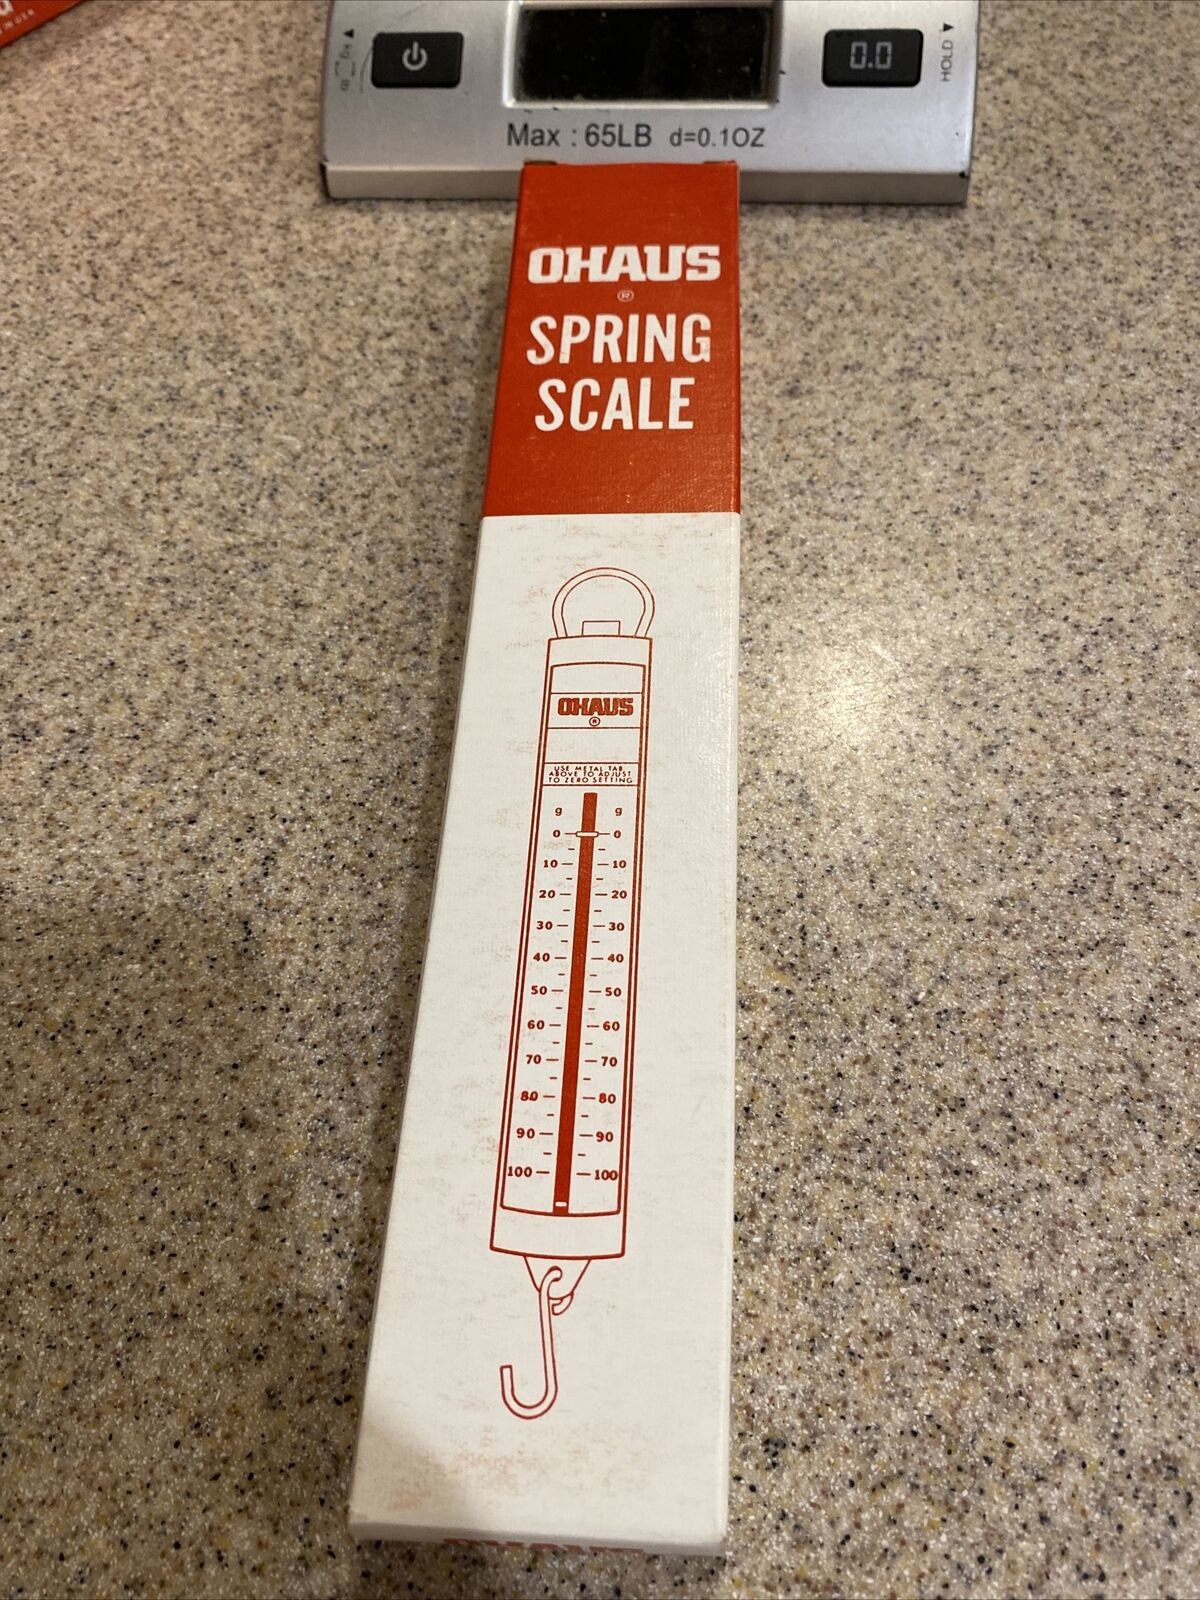 kg
lb
0.0
HOLD
Max : 65LB d=0.1OZ
OHAUS
®
SPRING
SCALE
OHAUS
®
USE METAL TAB
ABOVE TO ADJUST
TO ZERO SETTING
g g
0 0
10 10
20 20
30 30
40 40
50 50
60 60
70 70
80 80
90 90
100 100